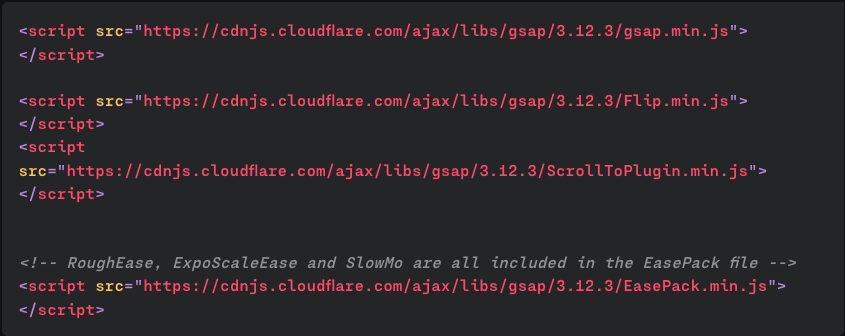 <script src="https://cdnjs.cloudflare.com/ajax/libs/gsap/3.12.3/gsap.min.js">
</script>
<script src="https://cdnjs.cloudflare.com/ajax/libs/gsap/3.12.3/Flip.min.js">
</script>
<script
src="https://cdnjs.cloudflare.com/ajax/libs/gsap/3.12.3/ScrollToPlugin.min.js">
</script>
<!-- RoughEase, ExpoScaleEase and SlowMo are all included in the EasePack file -->
<script src="https://cdnjs.cloudflare.com/ajax/libs/gsap/3.12.3/EasePack.min.js">
</script>